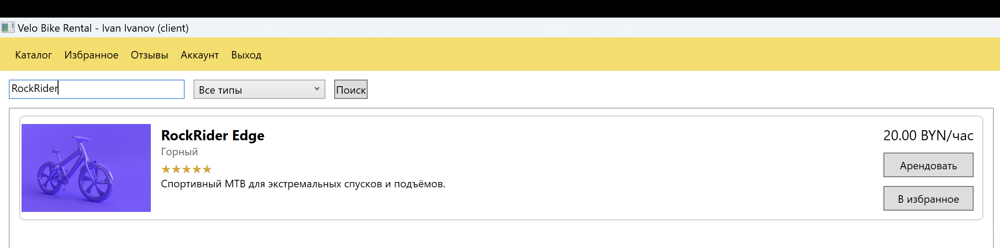 Velo Bike Rental - Ivan Ivanov (client)
Каталог Избранное Отзывы Аккаунт Выход
RockRider Все типы Поиск
RockRider Edge
Горный
★★★★★
Спортивный МТВ для экстремальных спусков и подъёмов.
20.00 BYN/час
Арендовать
В избранное